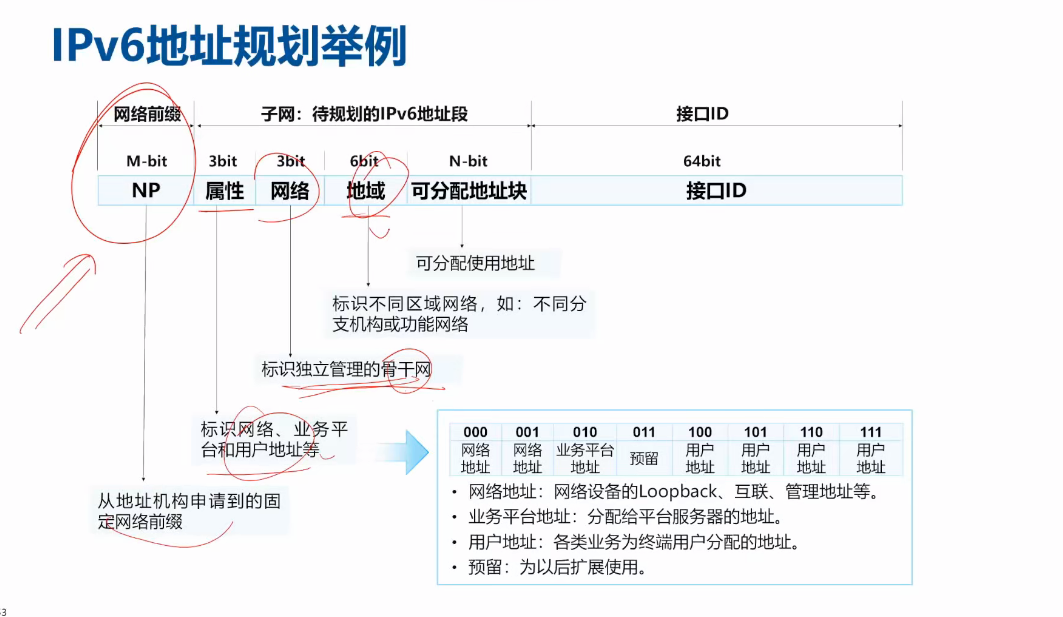 IPv6地址规划举例
网络前缀 子网：待规划的IPv6地址段 接口ID
M-bit 3bit 3bit 6bit N-bit 64bit
NP 属性 网络 地域 可分配地址块 接口ID
可分配使用地址
标识不同区域网络，如：不同分
支机构或功能网络
标识独立管理的骨干网
标识网络、业务平
台和用户地址等
从地址机构申请到的固
定网络前缀
000 001 010 011 100 101 110 111
网络 网络 业务平台 预留 用户 用户 用户 用户
地址 地址 地址 地址 地址 地址 地址
• 网络地址：网络设备的Loopback、互联、管理地址等。
• 业务平台地址：分配给平台服务器的地址。
• 用户地址：各类业务为终端用户分配的地址。
• 预留：为以后扩展使用。